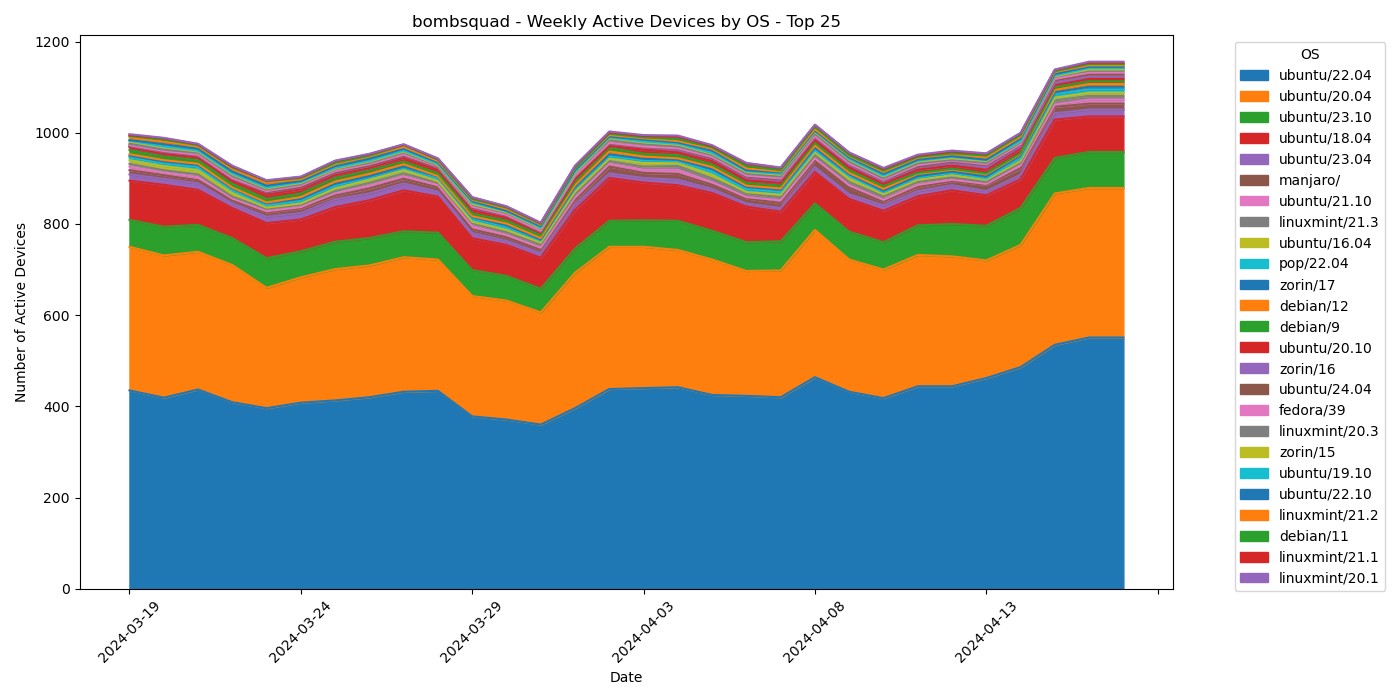 bombsquad - Weekly Active Devices by OS - Top 25
1200
1000
800
600
400
200
0
Number of Active Devices
2024-03-19
2024-03-24
2024-03-29
2024-04-03
2024-04-08
2024-04-13
Date
OS
ubuntu/22.04
ubuntu/20.04
ubuntu/23.10
ubuntu/18.04
ubuntu/23.04
manjaro/
ubuntu/21.10
linuxmint/21.3
ubuntu/16.04
pop/22.04
zorin/17
debian/12
debian/9
ubuntu/20.10
zorin/16
ubuntu/24.04
fedora/39
linuxmint/20.3
zorin/15
ubuntu/19.10
ubuntu/22.10
linuxmint/21.2
debian/11
linuxmint/21.1
linuxmint/20.1